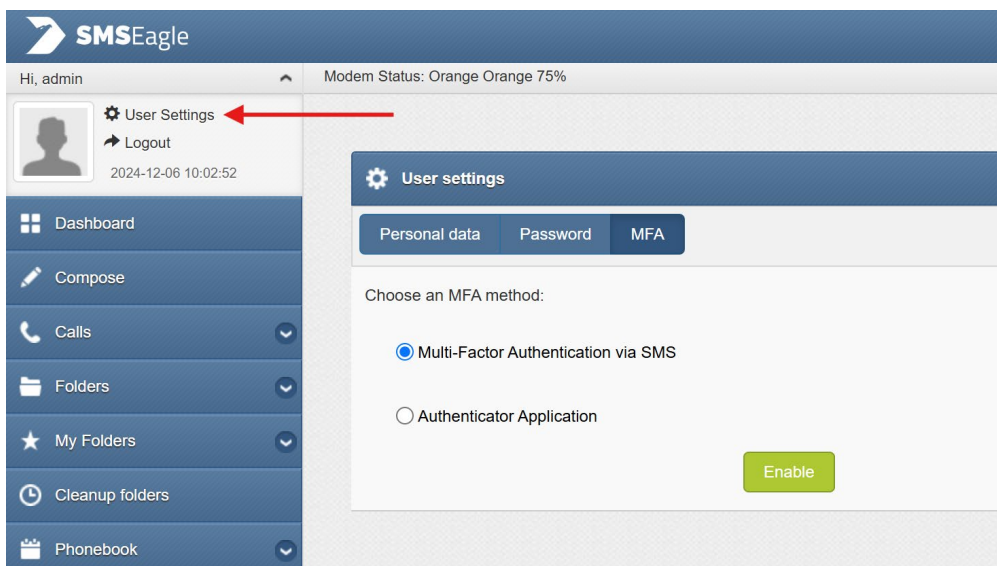 SMSEagle
Hi, admin
Modem Status: Orange Orange 75%
User Settings
Logout
2024-12-06 10:02:52
Dashboard
Compose
Calls
Folders
My Folders
Cleanup folders
Phonebook
User settings
Personal data Password MFA
Choose an MFA method:
Multi-Factor Authentication via SMS
Authenticator Application
Enable